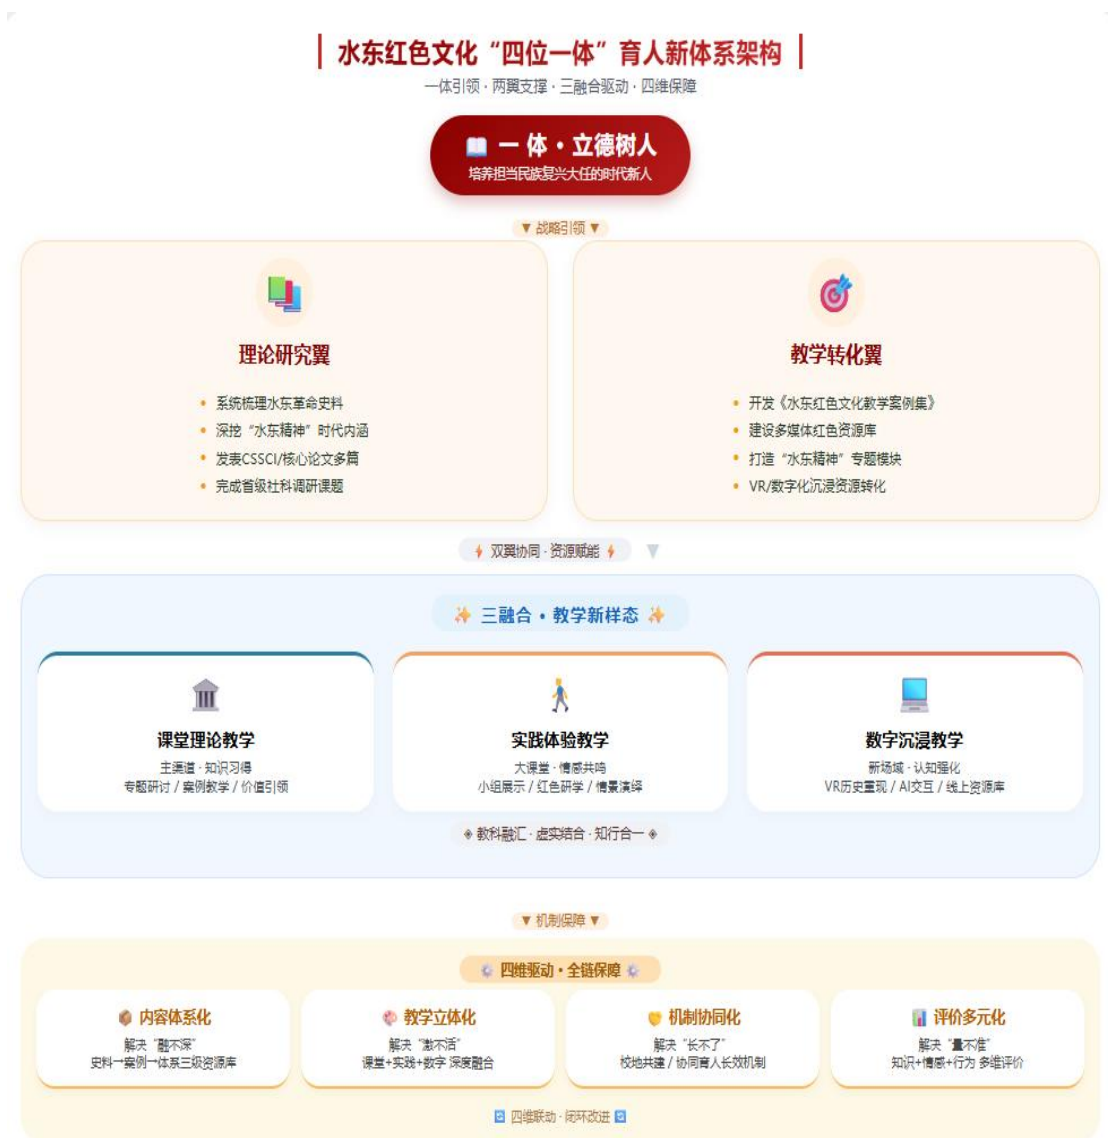 水东红色文化“四位一体”育人新体系架构
一体引领 · 两翼支撑 · 三融合驱动 · 四维保障
一 体 · 立德树人
培养担当民族复兴大任的时代新人
▼ 战略引领 ▼
理论研究翼
• 系统梳理水东革命史料
• 深挖“水东精神”时代内涵
• 发表CSSCI/核心论文多篇
• 完成省级社科调研课题
教学转化翼
• 开发《水东红色文化教学案例集》
• 建设多媒体红色资源库
• 打造“水东精神”专题模块
• VR/数字化沉浸资源转化
双翼协同 · 资源赋能 ▼
三融合 · 教学新样态
课堂理论教学
主渠道 · 知识习得
专题研讨 / 案例教学 / 价值引领
实践体验教学
大课堂 · 情感共鸣
小组展示 / 红色研学 / 情景演绎
数字沉浸教学
新场域 · 认知强化
VR历史重现 / AI交互 / 线上资源库
◈ 教科融汇 · 虚实结合 · 知行合一 ◈
▼ 机制保障 ▼
四维驱动 · 全链保障
内容体系化
解决“融不深”
史料→案例→体系三级资源库
教学立体化
解决“激不活”
课堂+实践+数字 深度融合
机制协同化
解决“长不了”
校地共建 / 协同育人长效机制
评价多元化
解决“量不准”
知识+情感+行为 多维评价
四维联动 · 闭环改进